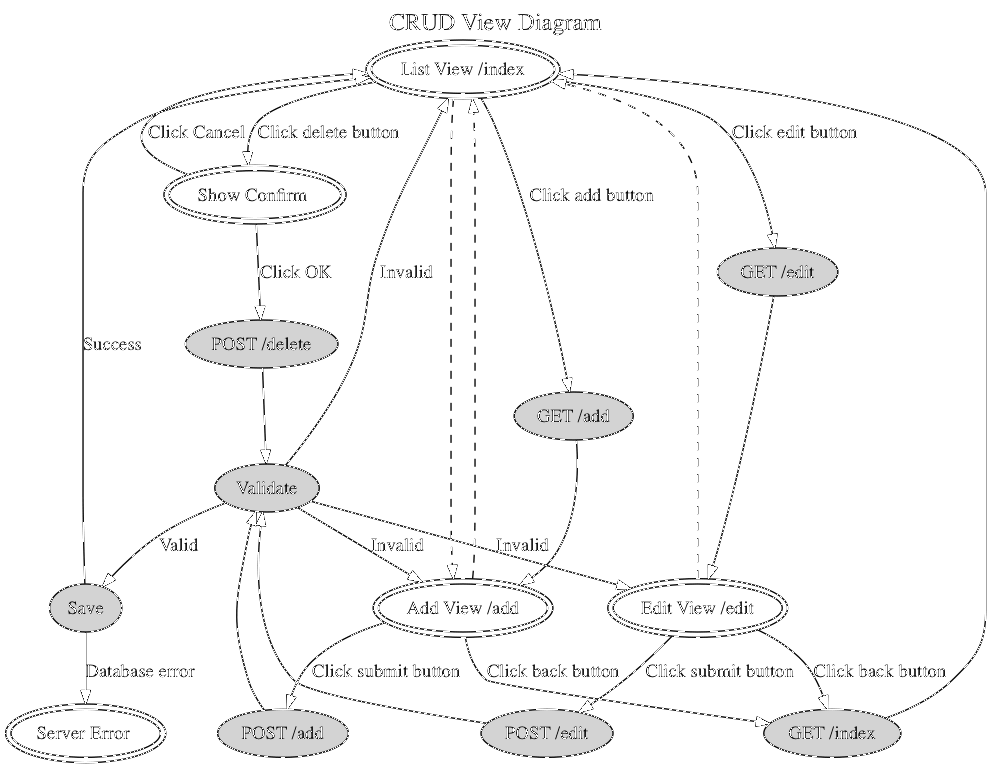 CRUD View Diagram
List View /index
Click Cancel
Click delete button
Click edit button
Show Confirm
Click add button
Click OK
Invalid
GET /edit
Success
POST /delete
GET /add
Validate
Valid
Invalid
Invalid
Save
Add View /add
Edit View /edit
Database error
Click submit button
Click back button
Click submit button
Click back button
Server Error
POST /add
POST /edit
GET /index